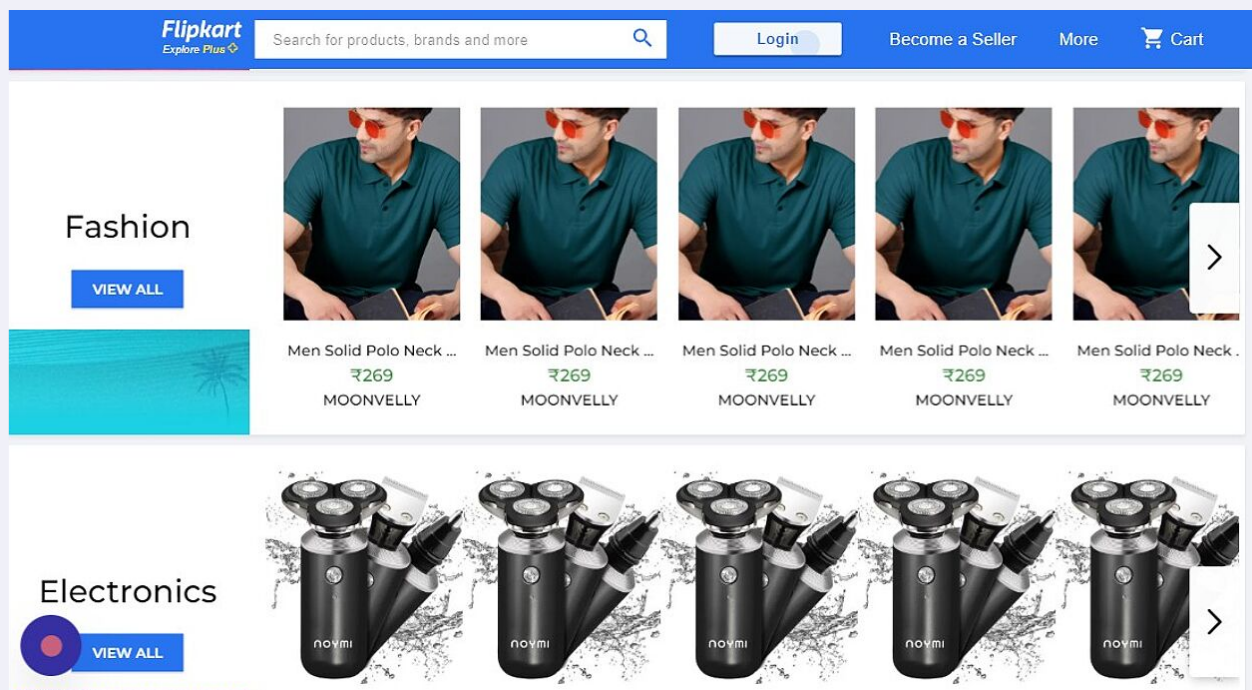 Flipkart
Explore Plus
Search for products, brands and more
Login
Become a Seller
More
Cart
Fashion
VIEW ALL
Men Solid Polo Neck ...
₹269
MOONVELLY
Men Solid Polo Neck ...
₹269
MOONVELLY
Men Solid Polo Neck ...
₹269
MOONVELLY
Men Solid Polo Neck ...
₹269
MOONVELLY
Men Solid Polo Neck .
₹269
MOONVELLY
Electronics
VIEW ALL
NOYMI
NOYMI
NOYMI
NOYMI
NOYMI